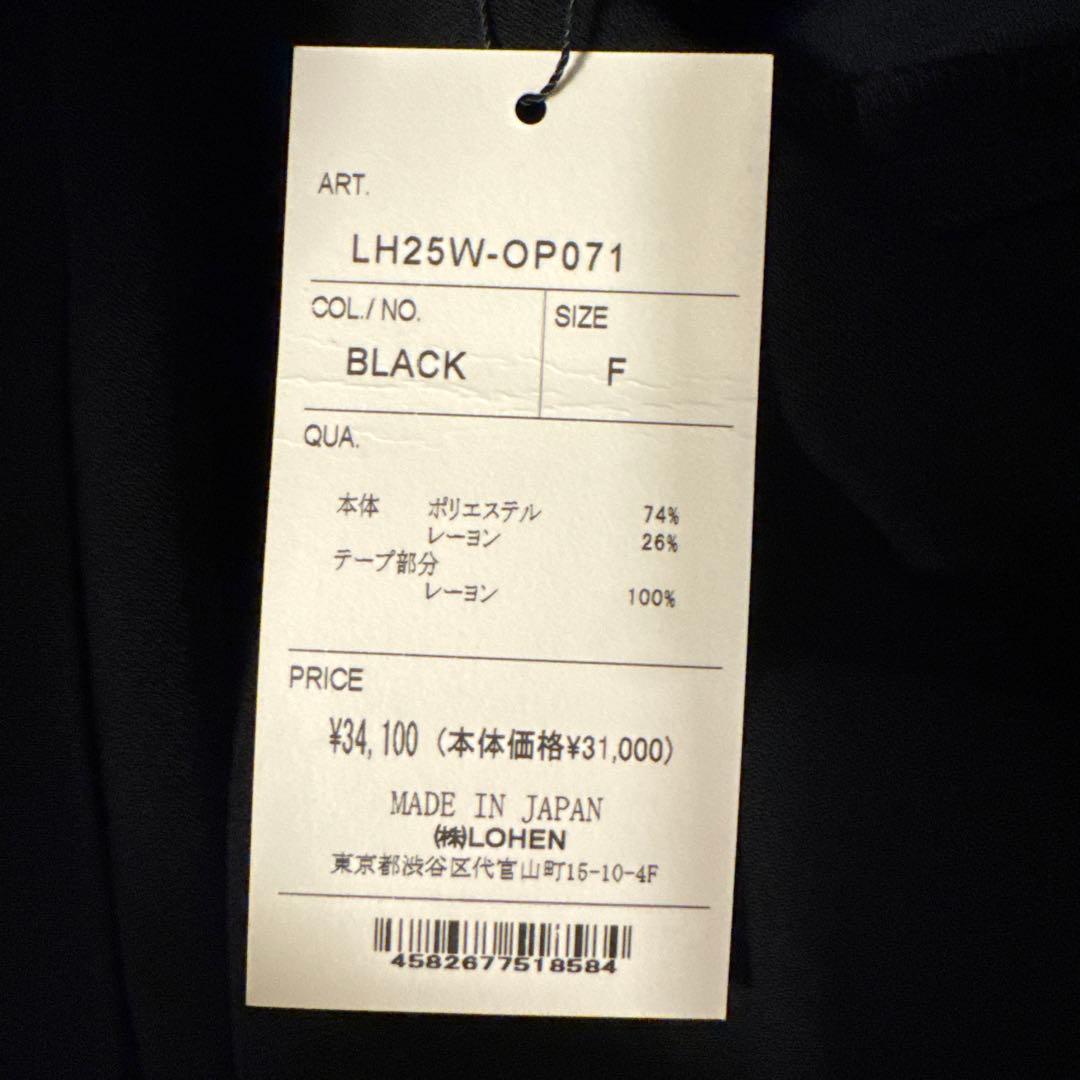 ART.
LH25W-OP071
COL./NO. SIZE
BLACK F
QUA.
本体 ポリエステル 74%
レーヨン 26%
テープ部分
レーヨン 100%
PRICE
¥34,100 (本体価格¥31,000)
MADE IN JAPAN
㈱LOHEN
東京都渋谷区代官山町15-10-4F
4582677518584